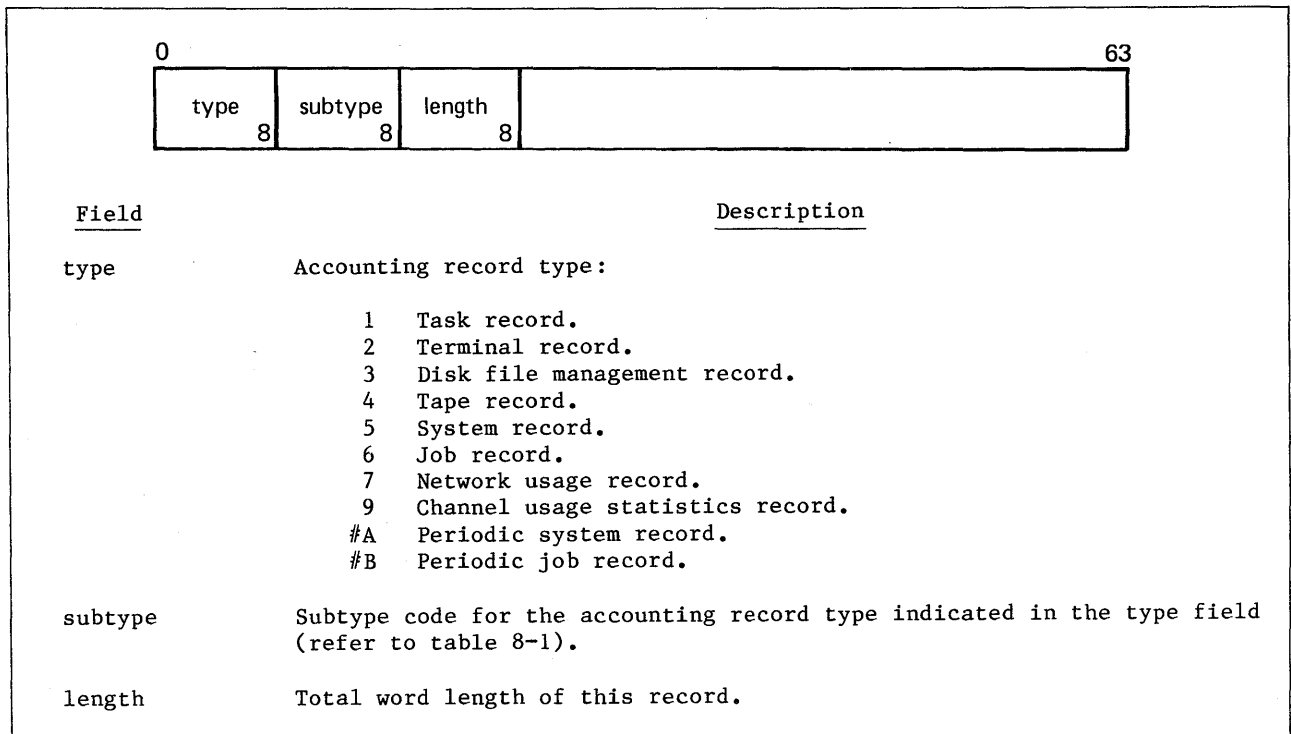 0 63
type subtype length
8 8 8
Field Description
type Accounting record type:
1 Task record.
2 Terminal record.
3 Disk file management record.
4 Tape record.
5 System record.
6 Job record.
7 Network usage record.
9 Channel usage statistics record.
#A Periodic system record.
#B Periodic job record.
subtype Subtype code for the accounting record type indicated in the type field
(refer to table 8-1).
length Total word length of this record.